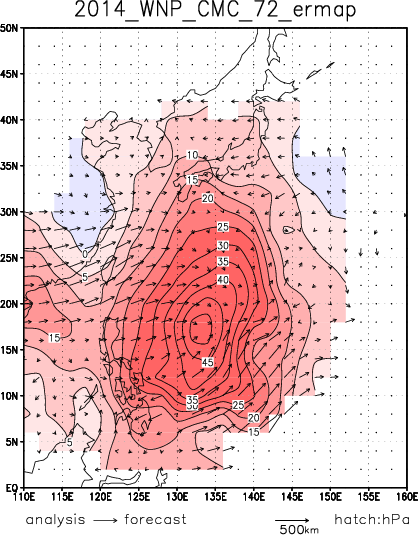 2014_WNP_CMC_72_ermap
50N
45N
40N
35N
30N
25N
20N
15N
10N
5N
EQ
10
15
20
25
30
35
40
0
5
15
45
35
30
25
20
15
5
110E 115E 120E 125E 130E 135E 140E 145E 150E 155E 160E
analysis → forecast
500km
hatch:hPa